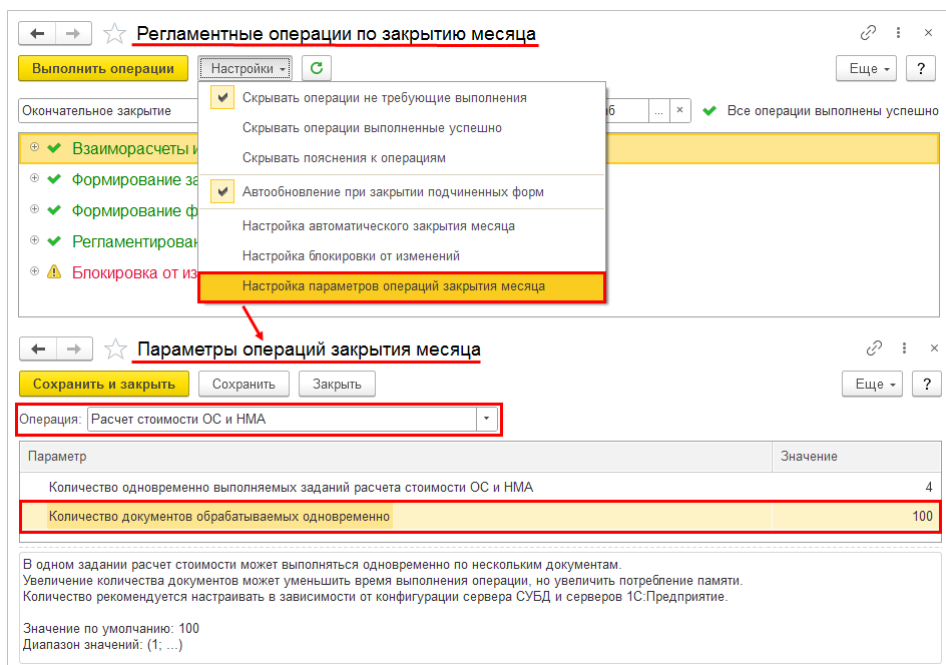 Регламентные операции по закрытию месяца
Выполнить операции Настройки Еще ?
Скрывать операции не требующие выполнения
Окончательное закрытие ... × Все операции выполнены успешно
Скрывать операции выполненные успешно
Взаиморасчеты и
Скрывать пояснения к операциям
Формирование за
Автообновление при закрытии подчиненных форм
Формирование ф
Настройка автоматического закрытия месяца
Регламентирован
Настройка блокировки от изменений
Блокировка от из
Настройка параметров операций закрытия месяца
Параметры операций закрытия месяца
Сохранить и закрыть Сохранить Закрыть Еще ?
Операция: Расчет стоимости ОС и НМА
Параметр Значение
Количество одновременно выполняемых заданий расчета стоимости ОС и НМА 4
Количество документов обрабатываемых одновременно 100
В одном задании расчет стоимости может выполняться одновременно по нескольким документам.
Увеличение количества документов может уменьшить время выполнения операции, но увеличить потребление памяти.
Количество рекомендуется настраивать в зависимости от конфигурации сервера СУБД и серверов 1С:Предприятие.
Значение по умолчанию: 100
Диапазон значений: (1; ...)